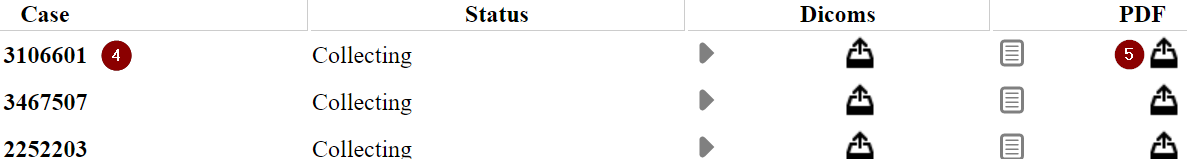 Case Status Dicoms PDF
3106601 4 Collecting 5
3467507 Collecting
2252203 Collecting